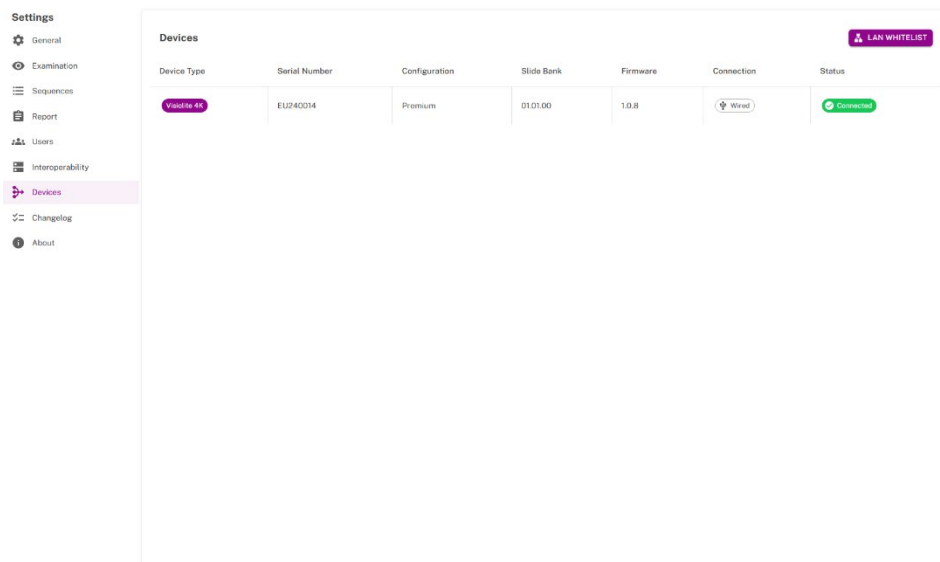 Settings
General
Examination
Sequences
Report
Users
Interoperability
Devices
Changelog
About
Devices
LAN WHITELIST
Device Type Serial Number Configuration Slide Bank Firmware Connection Status
Visiolite 4K EU240014 Premium 01.01.00 1.0.8 Wired Connected